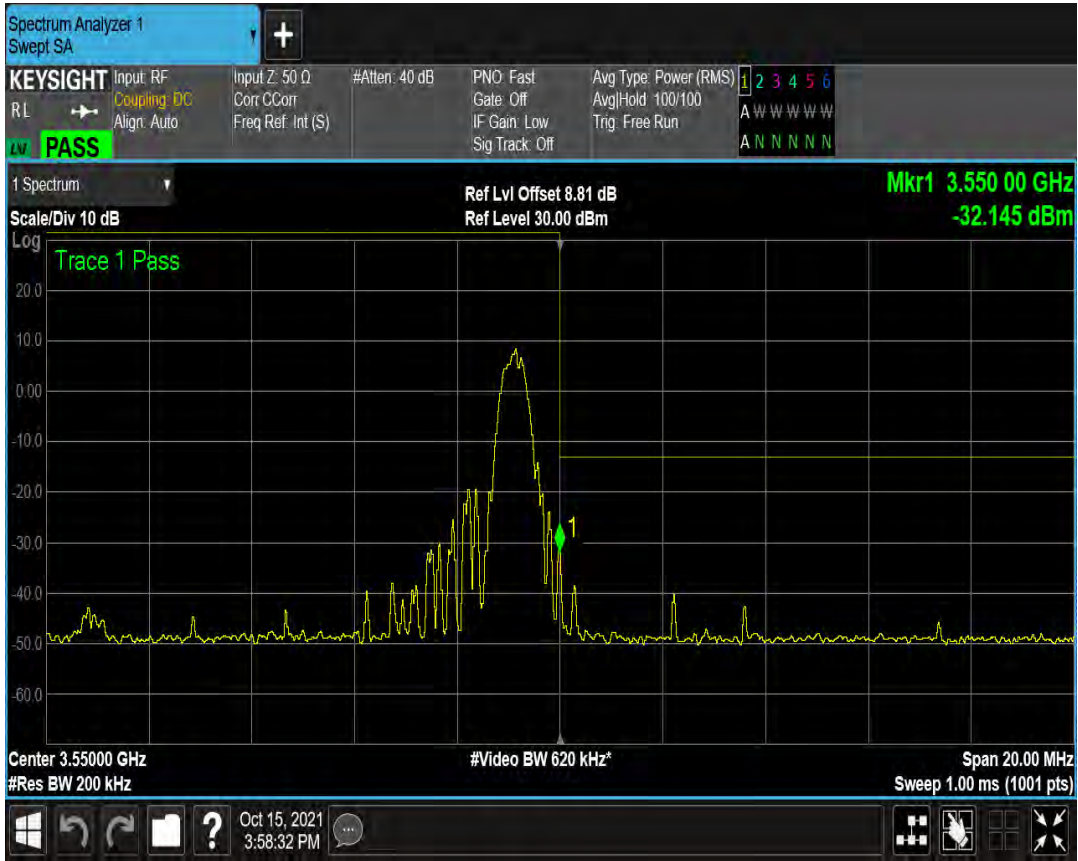 Spectrum Analyzer 1
Swept SA
KEYSIGHT
RL
PASS
Input: RF
Coupling: DC
Align: Auto
Input Z: 50 Ω
Corr CCorr
Freq Ref: Int (S)
#Atten: 40 dB
PNO: Fast
Gate: Off
IF Gain: Low
Sig Track: Off
Avg Type: Power (RMS)
Avg|Hold: 100/100
Trig: Free Run
1 2 3 4 5 6
A W W W W W
A N N N N N
1 Spectrum
Scale/Div 10 dB
Ref Lvl Offset 8.81 dB
Ref Level 30.00 dBm
Mkr1 3.550 00 GHz
-32.145 dBm
Log
Trace 1 Pass
20.0
10.0
0.00
-10.0
-20.0
-30.0
-40.0
-50.0
-60.0
1
Center 3.55000 GHz
#Res BW 200 kHz
#Video BW 620 kHz*
Span 20.00 MHz
Sweep 1.00 ms (1001 pts)
?
Oct 15, 2021
3:58:32 PM